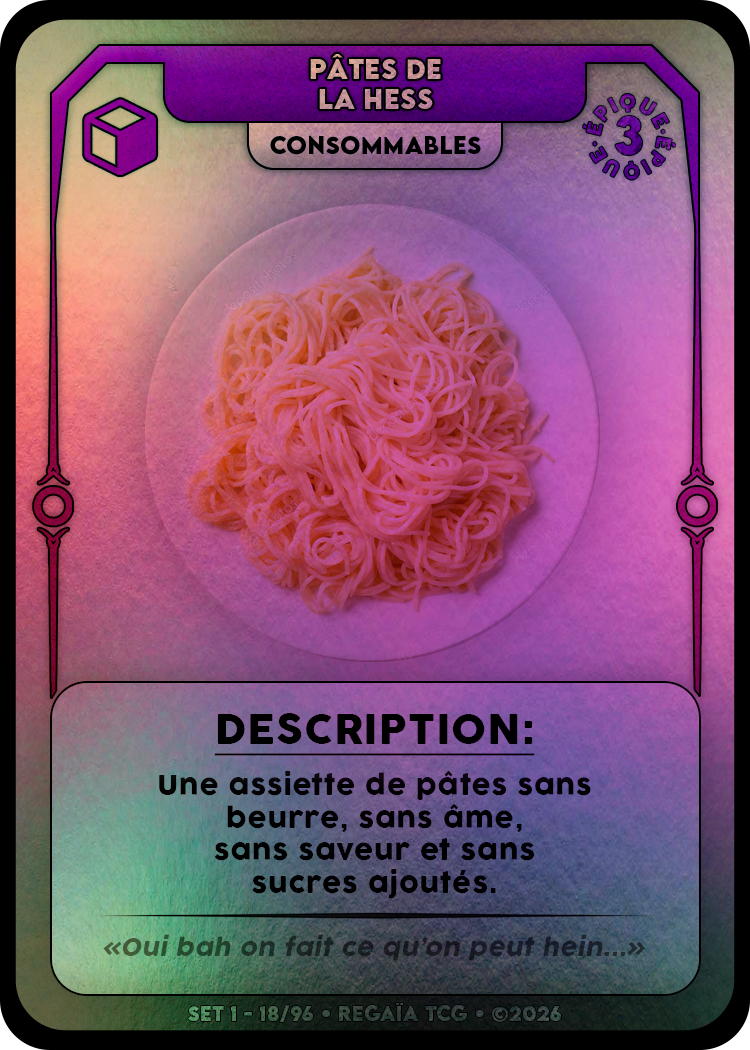 PÂTES DE
LA HESS
CONSOMMABLES
ÉPIQUE·ÉPIQUE·
3
DESCRIPTION:
Une assiette de pâtes sans
beurre, sans âme,
sans saveur et sans
sucres ajoutés.
«Oui bah on fait ce qu'on peut hein...»
SET 1 - 18/96 • REGAÏA TCG • ©2026